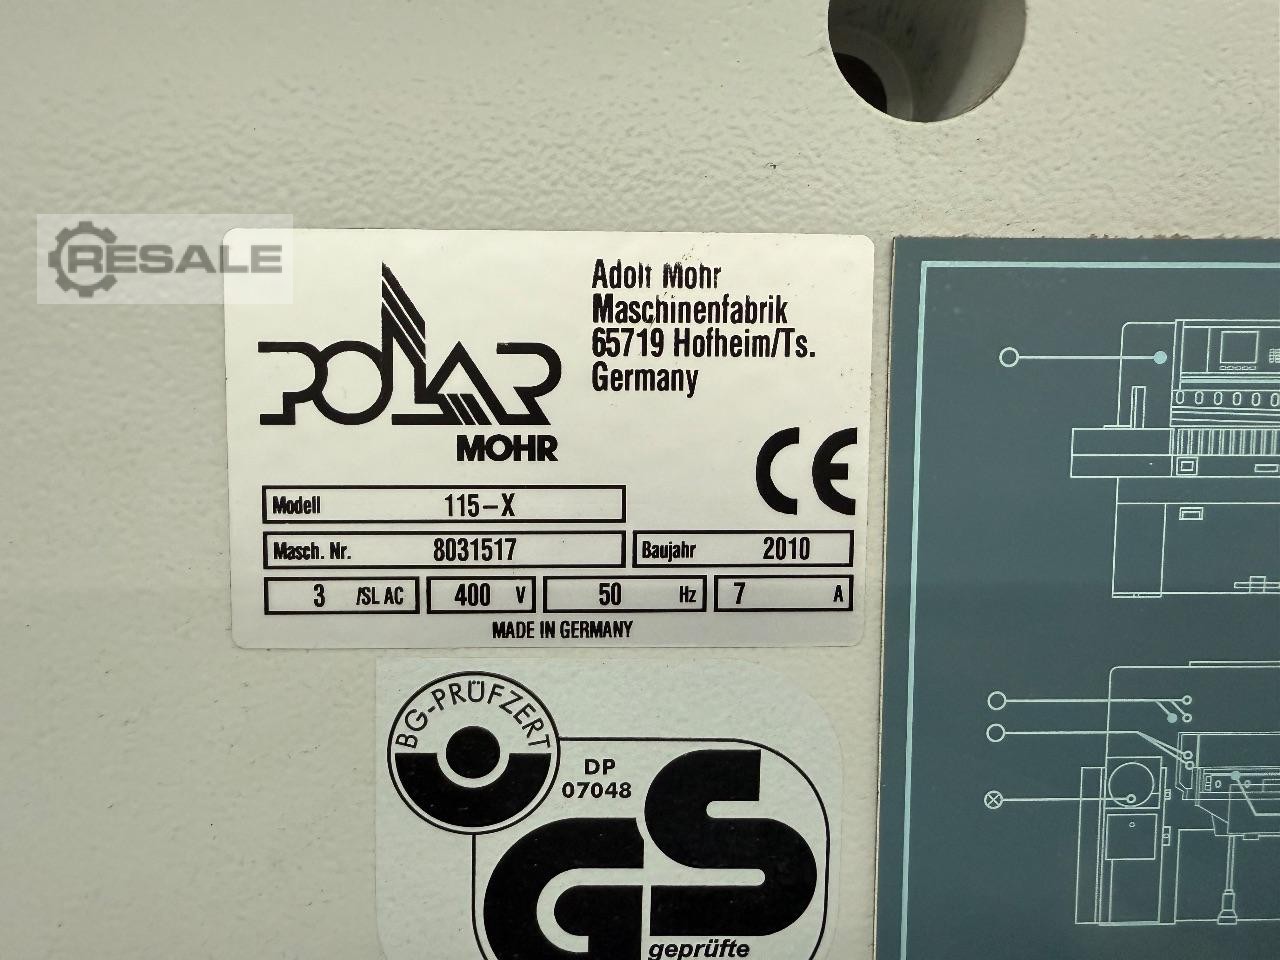 RESALE
POLAR
MOHR
Adolf Mohr
Maschinenfabrik
65719 Hofheim/Ts.
Germany
CE
Modell 115-X
Masch. Nr. 8031517 Baujahr 2010
3 /SL AC 400 V 50 Hz 7 A
MADE IN GERMANY
BG-PRÜFZERT
DP
07048
GS
geprüfte